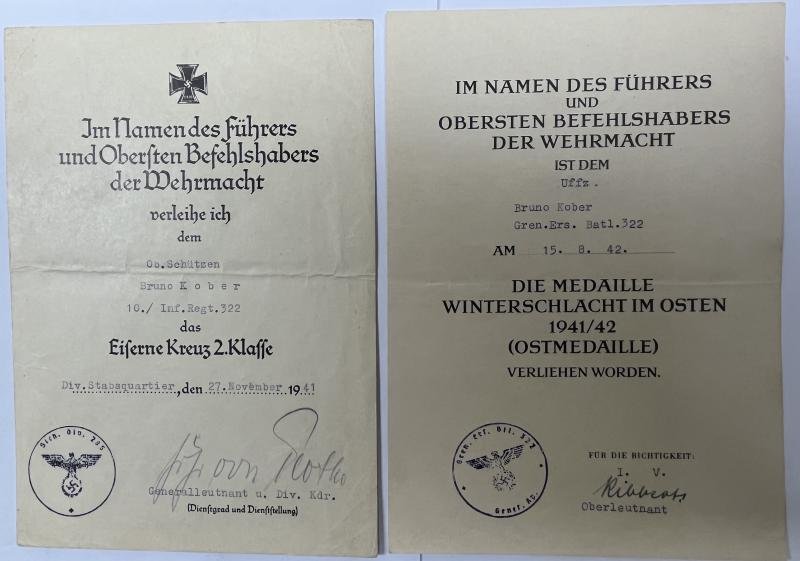 Im Namen des Führers
und Obersten Befehlshabers
der Wehrmacht
verleihe ich
dem
Ob.Schützen
Bruno K o b e r
10./ Inf.Regt.322
das
Eiserne Kreuz 2.Klasse
Div.Stabsquartier, den 27.November 1941
Sich. Div. 285
Generalleutnant u. Div. Kdr.
(Dienstgrad und Dienststellung)
IM NAMEN DES FÜHRERS
UND
OBERSTEN BEFEHLSHABERS
DER WEHRMACHT
IST DEM
Uffz.
Bruno Kober
Gren.Ers. Batl.322
AM 15. 8. 42.
DIE MEDAILLE
WINTERSCHLACHT IM OSTEN
1941/42
(OSTMEDAILLE)
VERLIEHEN WORDEN.
FÜR DIE RICHTIGKEIT:
I. V.
Oberleutnant